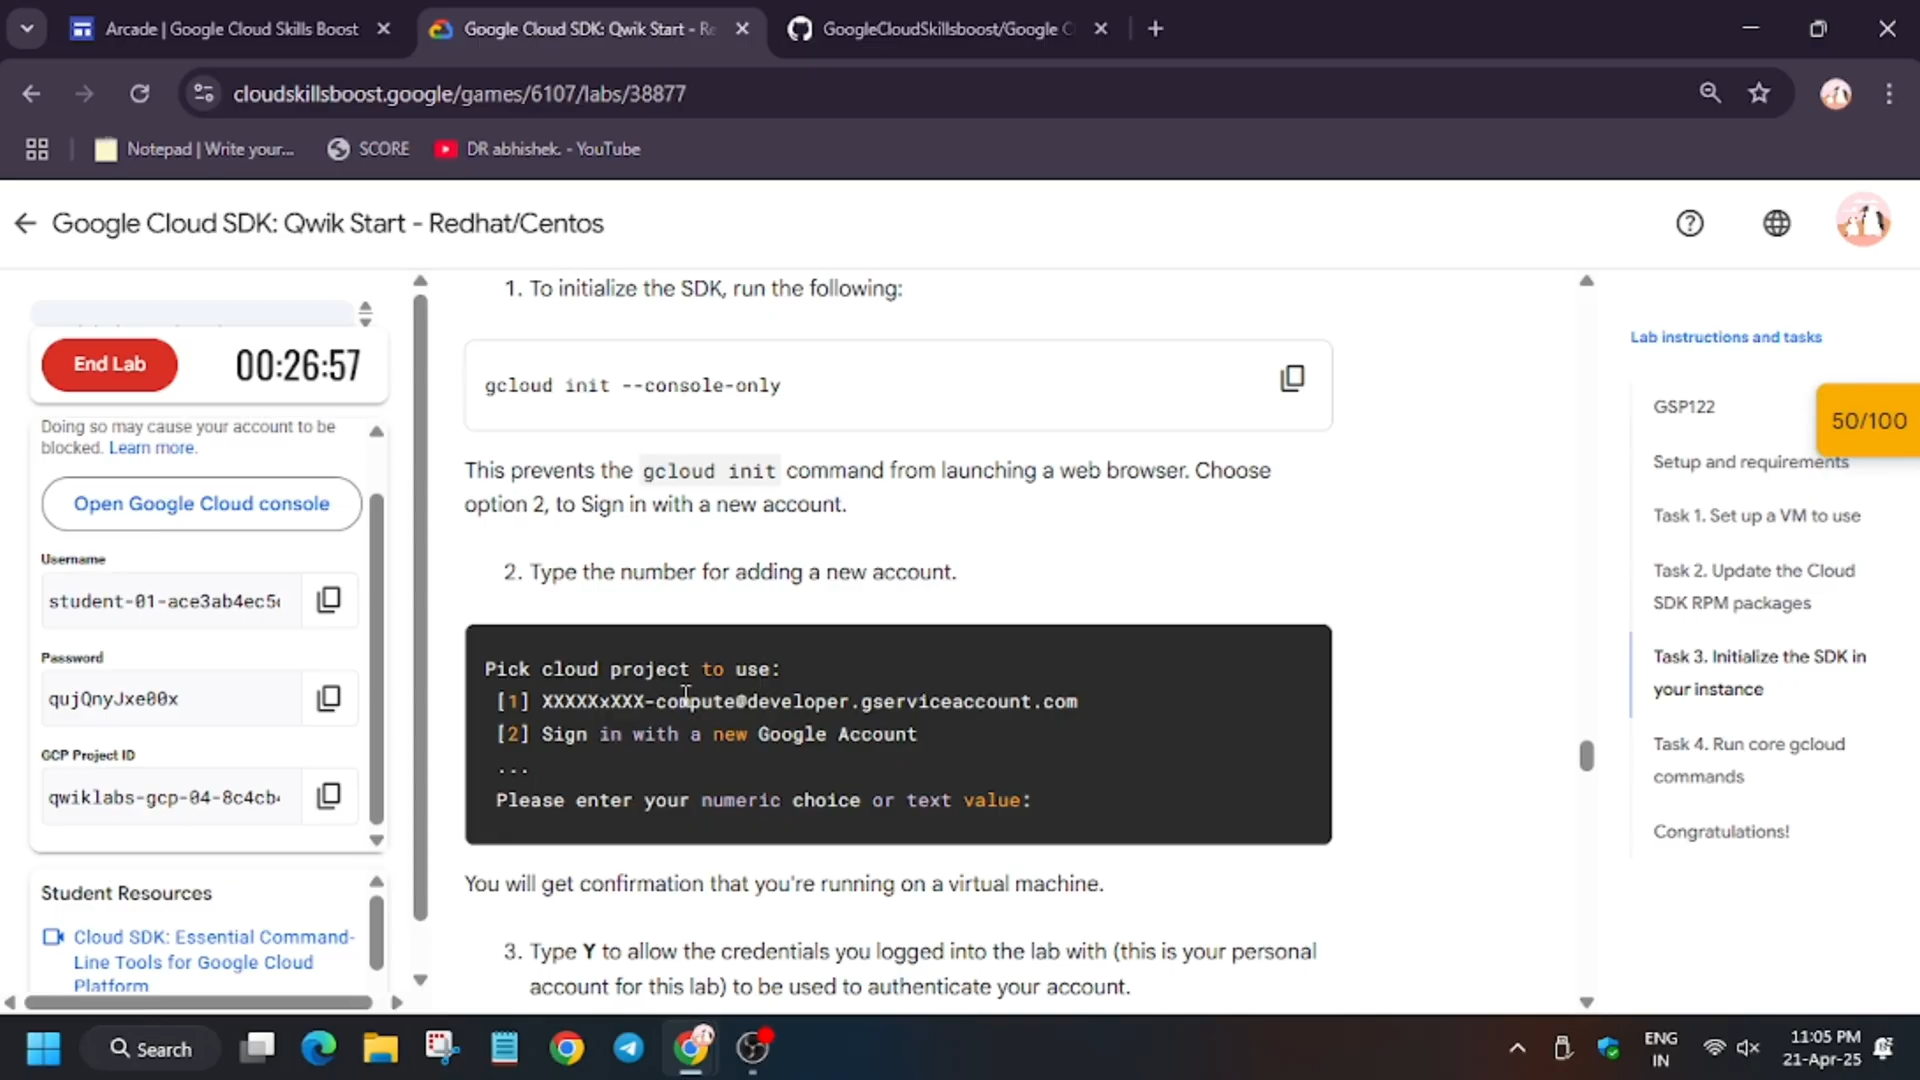 Arcade | Google Cloud Skills Boost
Google Cloud SDK: Qwik Start - Re
GoogleCloudSkillsboost/Google C
cloudskillsboost.google/games/6107/labs/38877
Notepad | Write your...
SCORE
DR abhishek. - YouTube
Google Cloud SDK: Qwik Start - Redhat/Centos
End Lab
00:26:57
Doing so may cause your account to be
blocked. Learn more.
Open Google Cloud console
Username
student-01-ace3ab4ec5
Password
qujQnyJxe00x
GCP Project ID
qwiklabs-gcp-04-8c4cb
Student Resources
Cloud SDK: Essential Command-
Line Tools for Google Cloud
Platform
1. To initialize the SDK, run the following:
gcloud init --console-only
This prevents the gcloud init command from launching a web browser. Choose
option 2, to Sign in with a new account.
2. Type the number for adding a new account.
Pick cloud project to use:
[1] XXXXXxXXX-compute@developer.gserviceaccount.com
[2] Sign in with a new Google Account
...
Please enter your numeric choice or text value:
You will get confirmation that you're running on a virtual machine.
3. Type Y to allow the credentials you logged into the lab with (this is your personal
account for this lab) to be used to authenticate your account.
Lab instructions and tasks
GSP122
50/100
Setup and requirements
Task 1. Set up a VM to use
Task 2. Update the Cloud
SDK RPM packages
Task 3. Initialize the SDK in
your instance
Task 4. Run core gcloud
commands
Congratulations!
Search
ENG
IN
11:05 PM
21-Apr-25